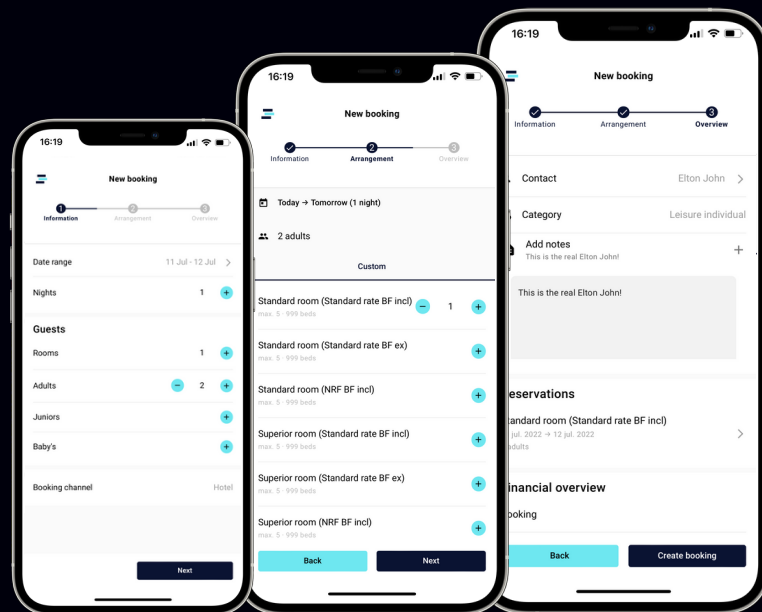 16:19
New booking
1
2
3
Information
Arrangement
Overview
Date range
11 Jul - 12 Jul
Nights
1
Guests
Rooms
1
Adults
2
Juniors
Baby's
Booking channel
Hotel
Next
16:19
New booking
2
3
Information
Arrangement
Overview
Today → Tomorrow (1 night)
2 adults
Custom
Standard room (Standard rate BF incl)
1
max. 5 · 999 beds
Standard room (Standard rate BF ex)
max. 5 · 999 beds
Standard room (NRF BF incl)
max. 5 · 999 beds
Superior room (Standard rate BF incl)
max. 5 · 999 beds
Superior room (Standard rate BF ex)
max. 5 · 999 beds
Superior room (NRF BF incl)
max. 5 · 999 beds
Back
Next
16:19
New booking
3
Information
Arrangement
Overview
Contact
Elton John
Category
Leisure individual
Add notes
This is the real Elton John!
This is the real Elton John!
eservations
tandard room (Standard rate BF incl)
jul. 2022 → 12 jul. 2022
adults
inancial overview
ooking
Back
Create booking